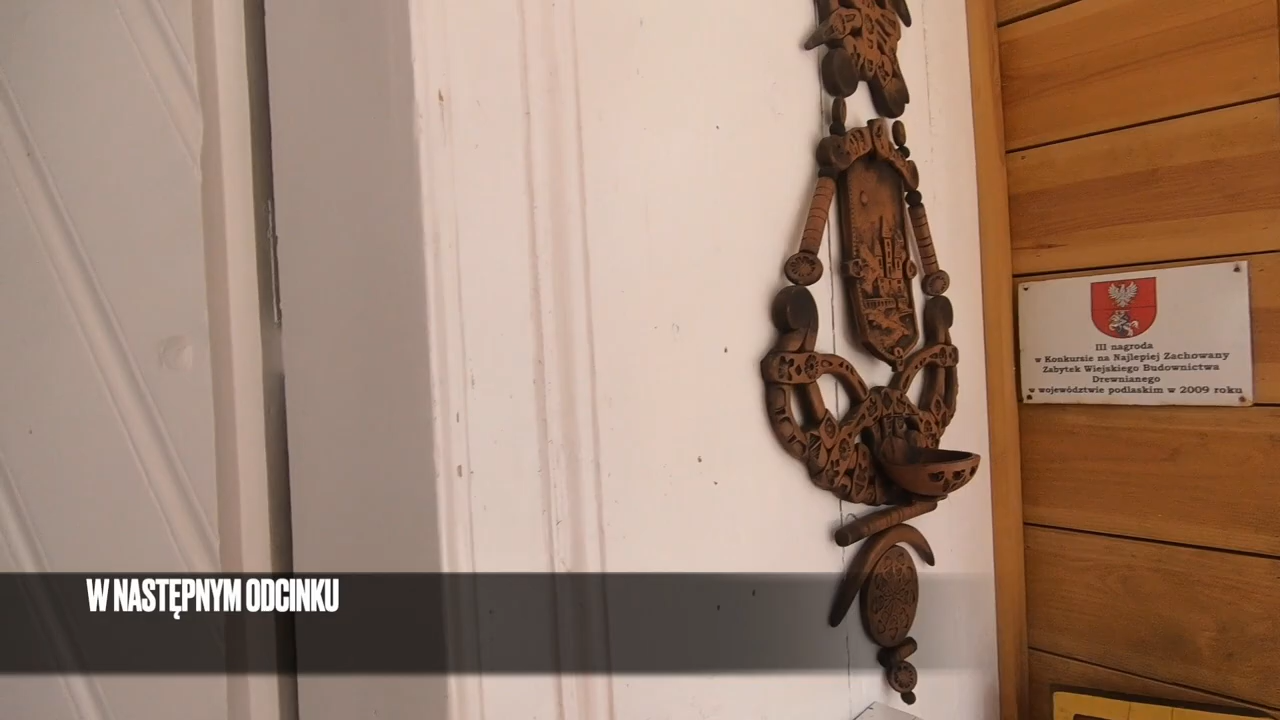 III nagroda
w Konkursie na Najlepiej Zachowany
Zabytek Wiejskiego Budownictwa
Drewnianego
w województwie podlaskim w 2009 roku
W NASTĘPNYM ODCINKU